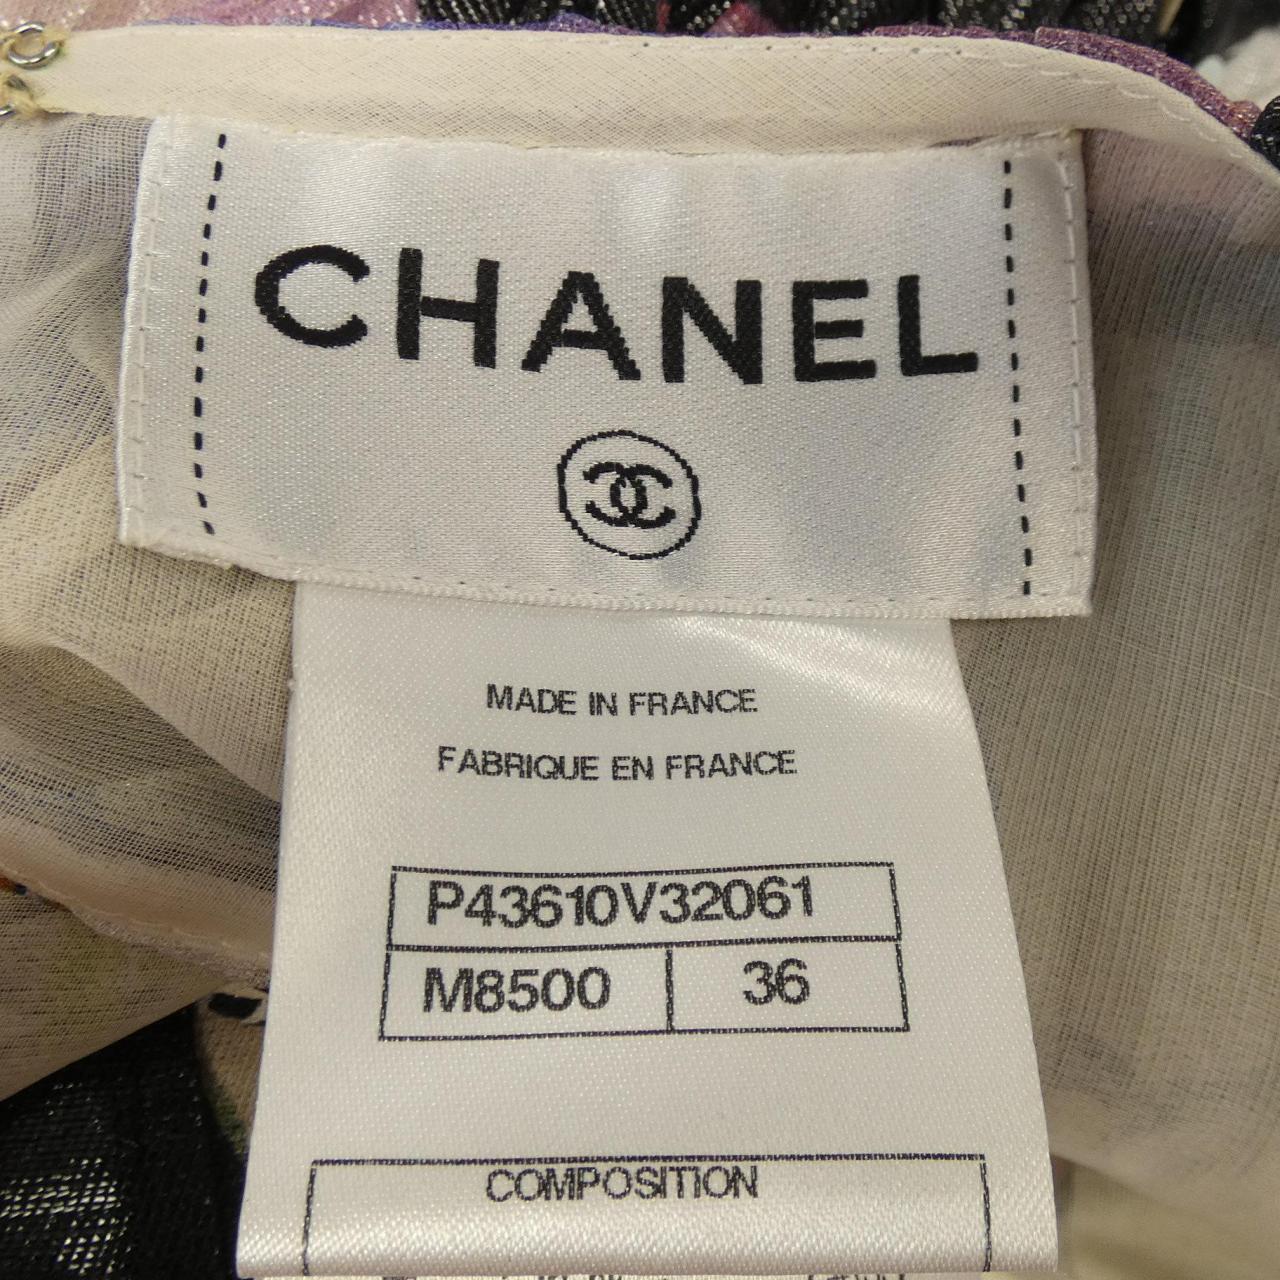 CHANEL
MADE IN FRANCE
FABRIQUE EN FRANCE
P43610V32061
M8500 36
COMPOSITION